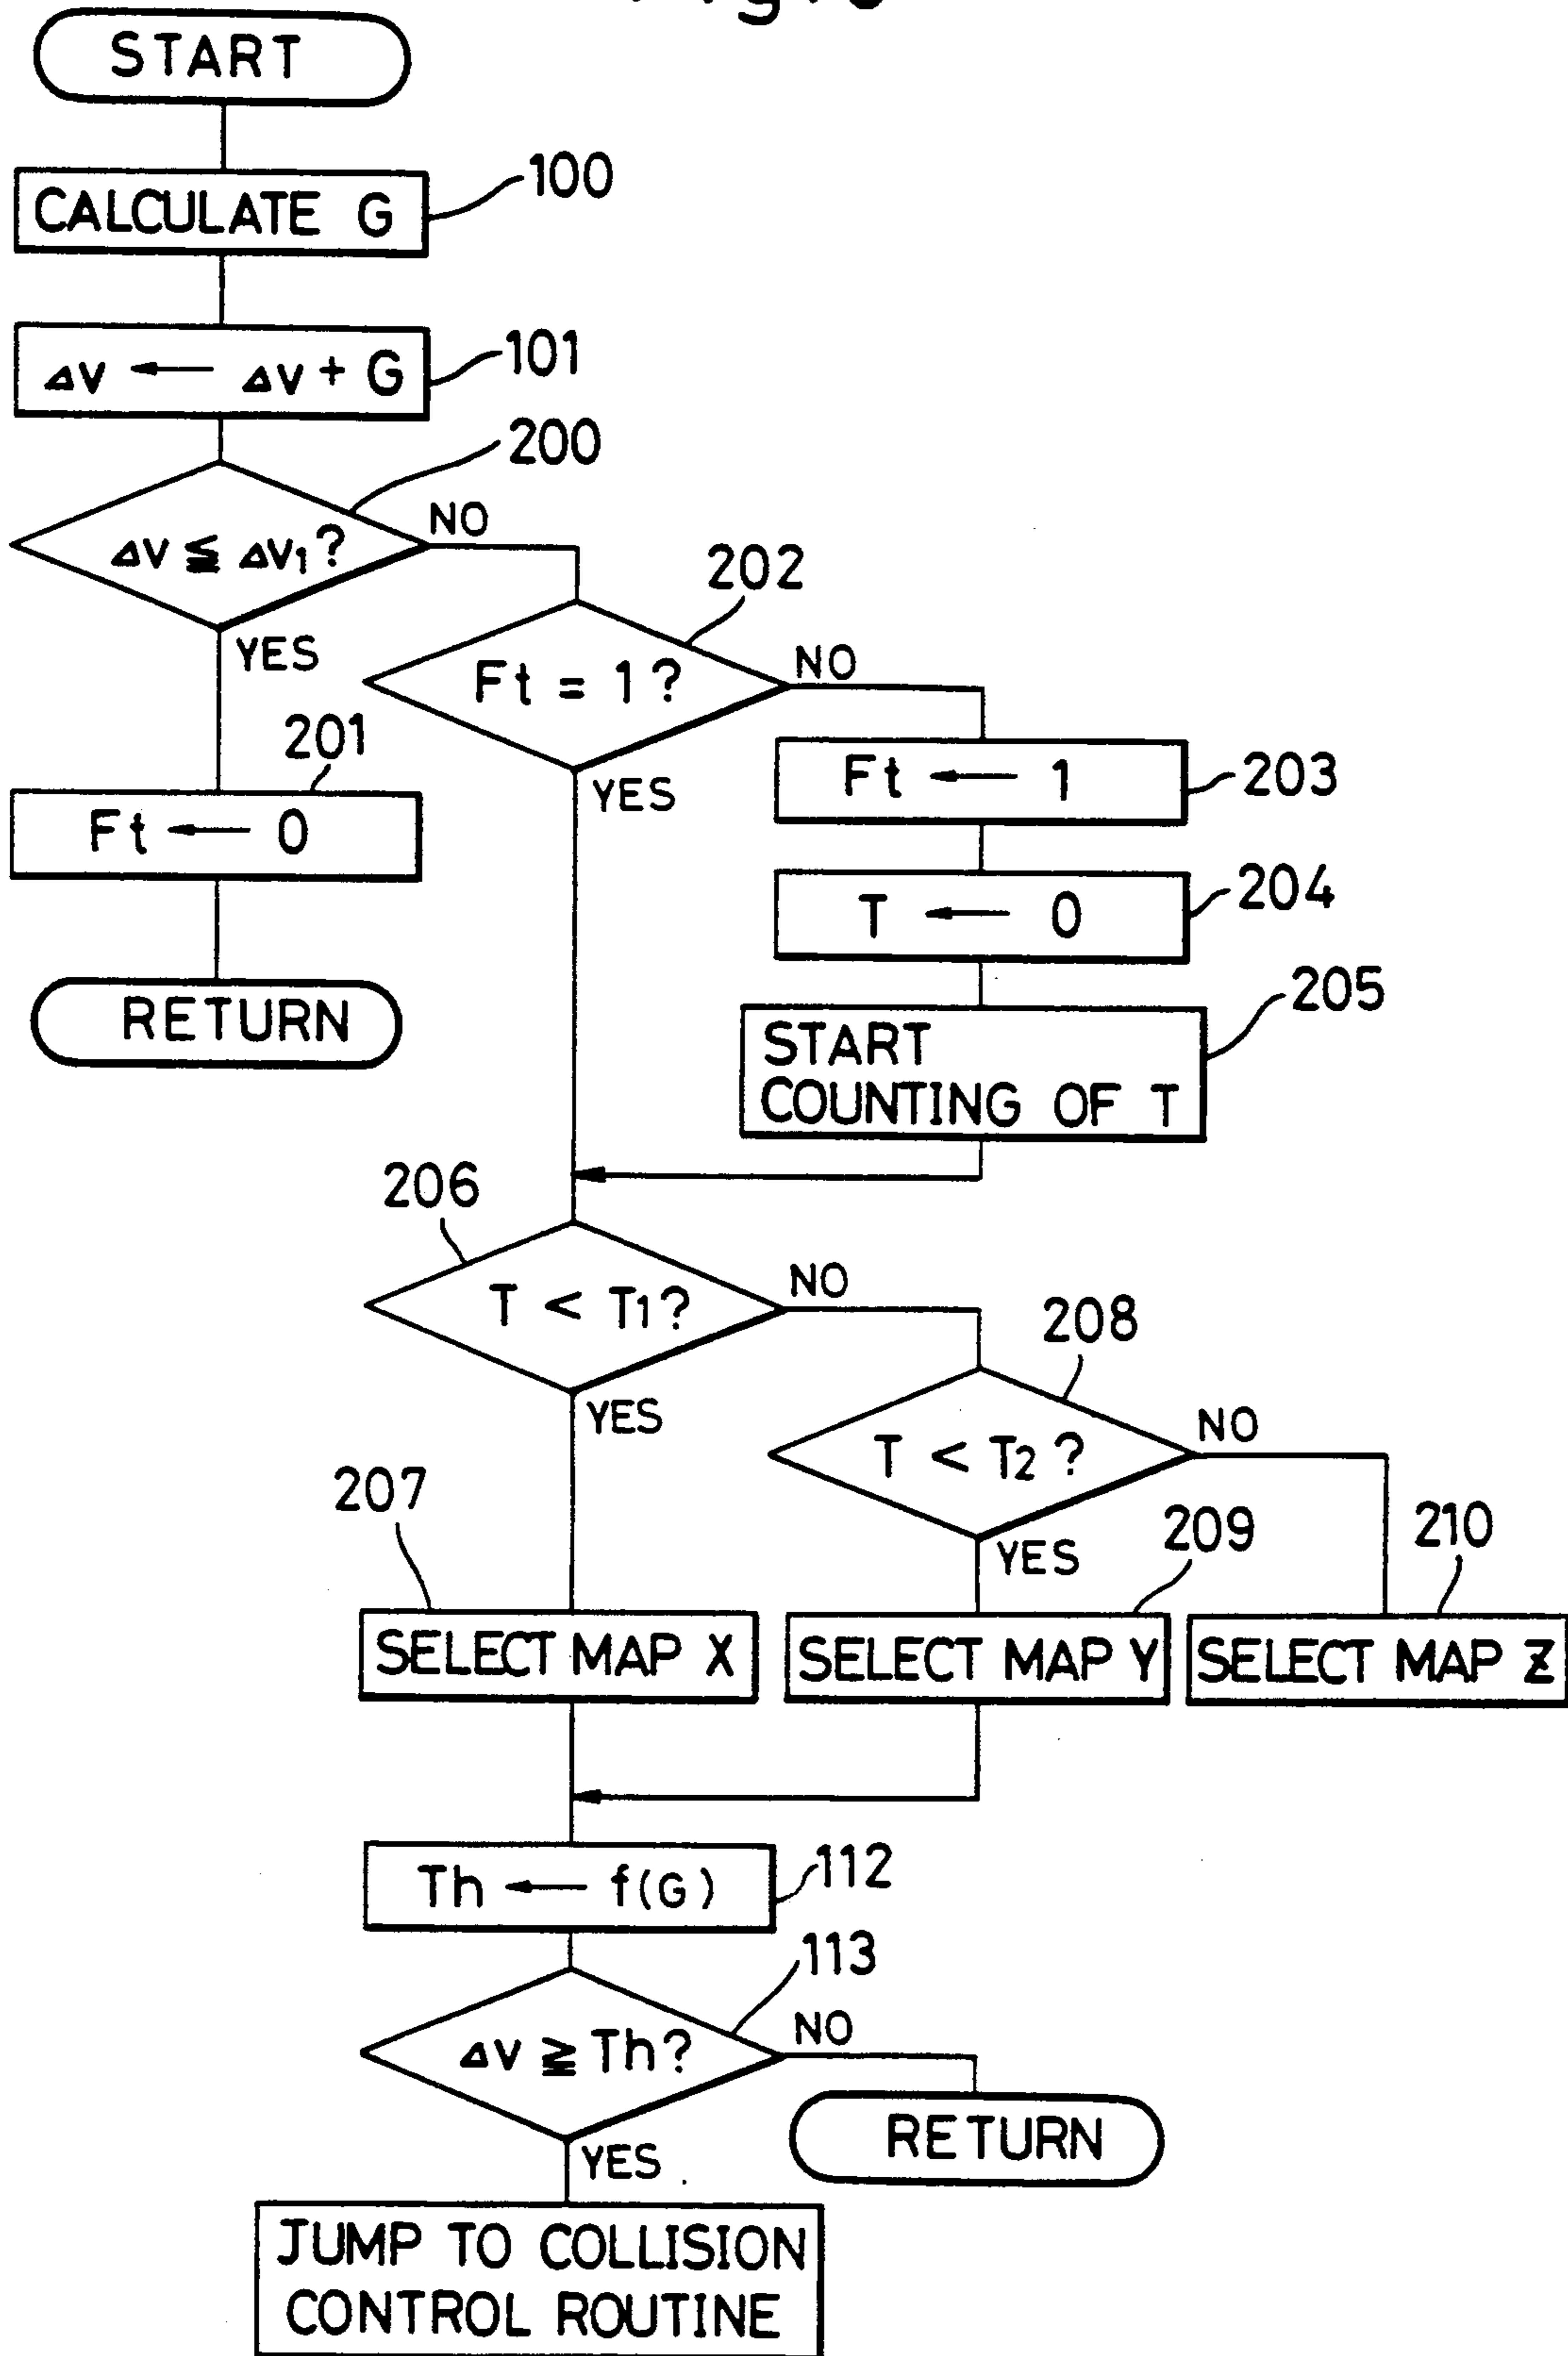 START
CALCULATE G
100
Δv ← Δv + G
101
200
Δv ≦ Δv1?
NO
YES
202
Ft = 1?
NO
YES
201
Ft ← 0
Ft ← 1
203
T ← 0
204
RETURN
205
START
COUNTING OF T
206
T < T1?
NO
YES
208
T < T2?
NO
YES
207
209
210
SELECT MAP X
SELECT MAP Y
SELECT MAP Z
Th ← f(G)
112
113
Δv ≧ Th?
NO
YES
RETURN
JUMP TO COLLISION
CONTROL ROUTINE